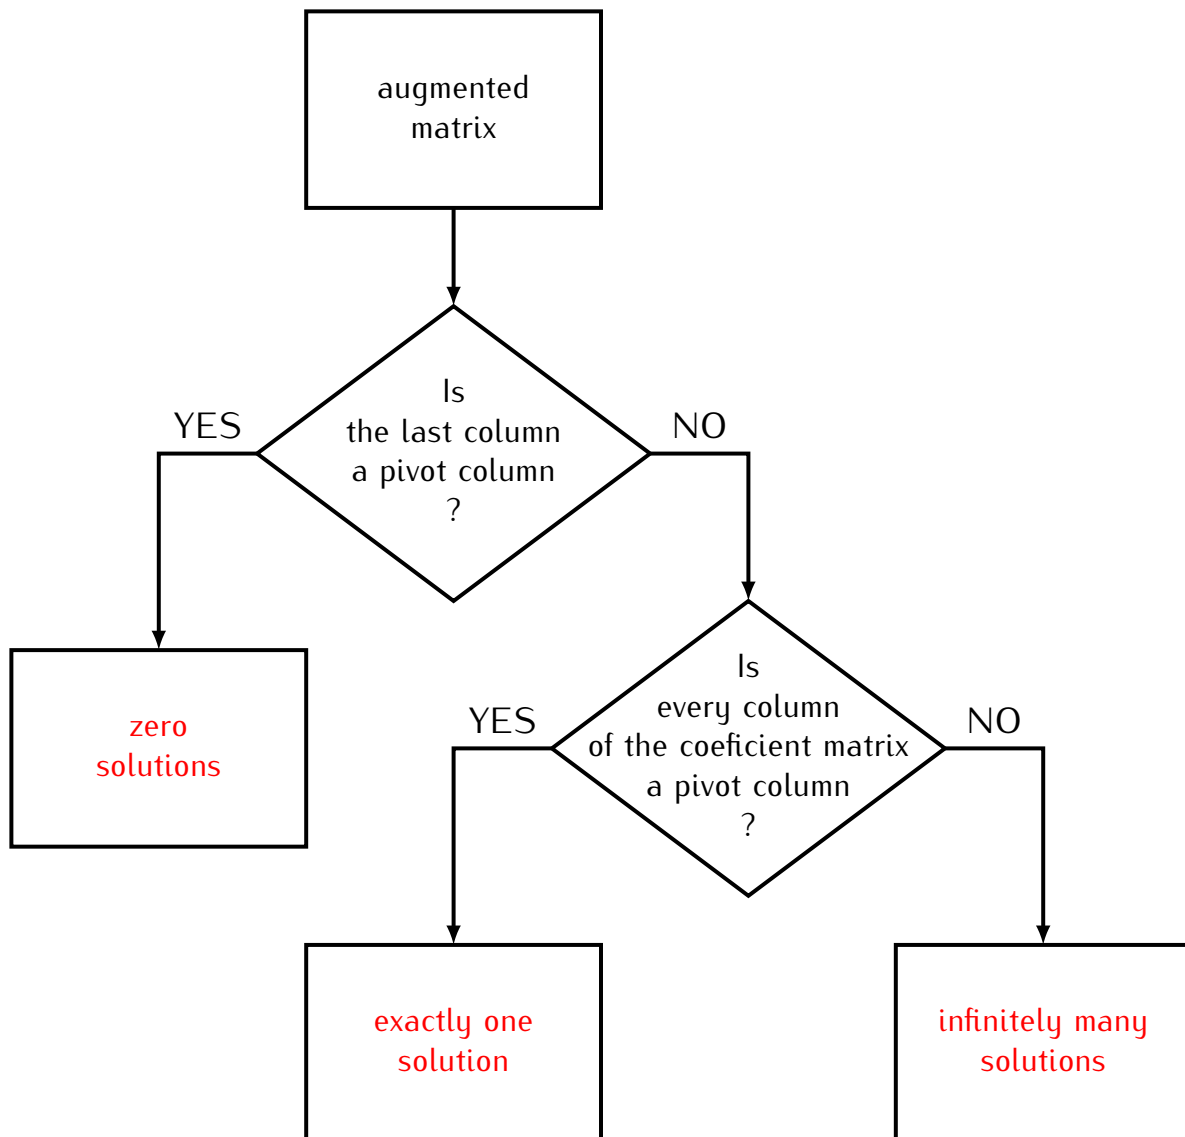 augmented
matrix
Is
the last column
a pivot column
?
YES
NO
zero
solutions
Is
every column
of the coeficient matrix
a pivot column
?
YES
NO
exactly one
solution
infinitely many
solutions